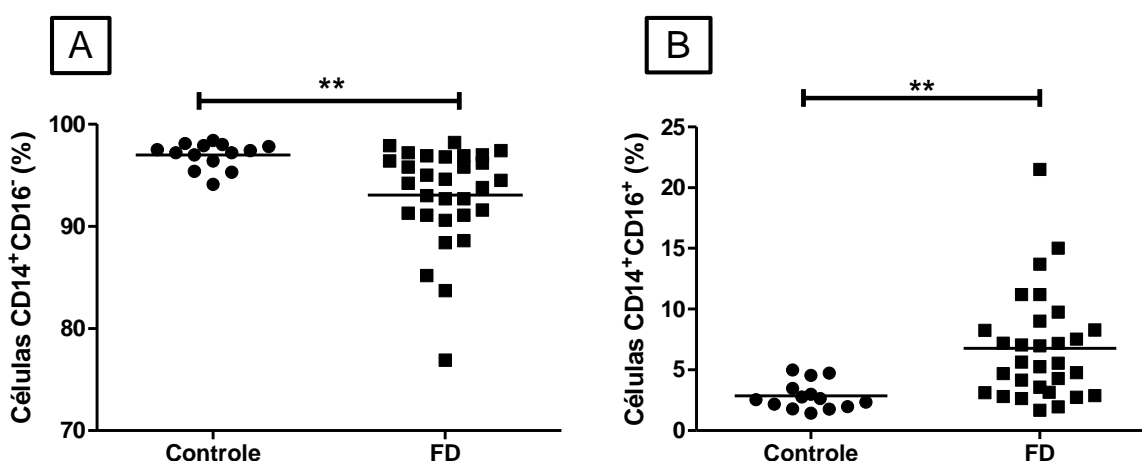 A
**
Células CD14⁺CD16⁻ (%)
100
90
80
70
Controle
FD
B
**
Células CD14⁺CD16⁺ (%)
25
20
15
10
5
0
Controle
FD